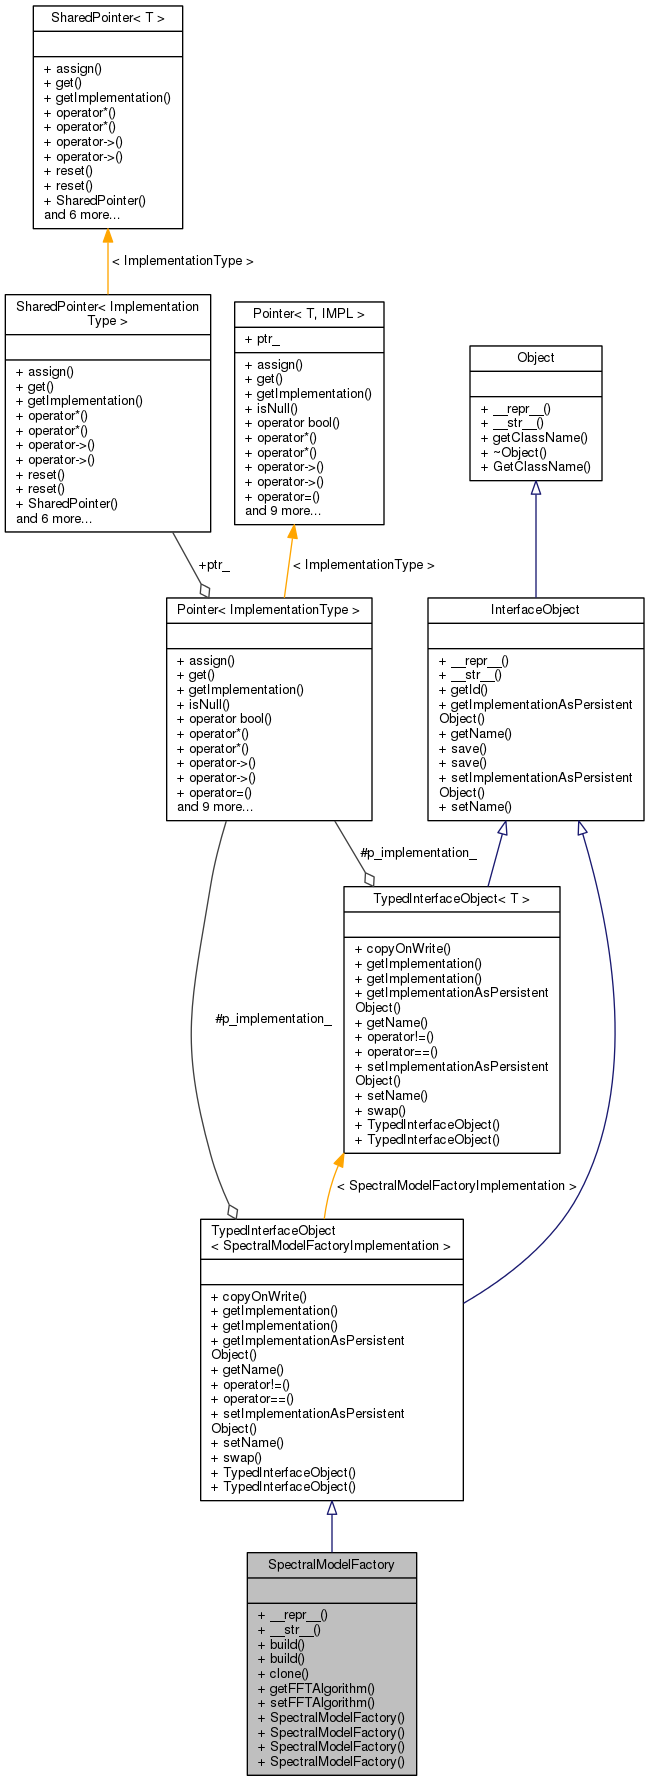 SharedPointer< T >
+ assign()
+ get()
+ getImplementation()
+ operator*()
+ operator*()
+ operator->()
+ operator->()
+ reset()
+ reset()
+ SharedPointer()
and 6 more...
< ImplementationType >
SharedPointer< Implementation
Type >
+ assign()
+ get()
+ getImplementation()
+ operator*()
+ operator*()
+ operator->()
+ operator->()
+ reset()
+ reset()
+ SharedPointer()
and 6 more...
Pointer< T, IMPL >
+ ptr_
+ assign()
+ get()
+ getImplementation()
+ isNull()
+ operator bool()
+ operator*()
+ operator*()
+ operator->()
+ operator->()
+ operator=()
and 9 more...
Object
+ __repr__()
+ __str__()
+ getClassName()
+ ~Object()
+ GetClassName()
+ptr_
< ImplementationType >
Pointer< ImplementationType >
+ assign()
+ get()
+ getImplementation()
+ isNull()
+ operator bool()
+ operator*()
+ operator*()
+ operator->()
+ operator->()
+ operator=()
and 9 more...
InterfaceObject
+ __repr__()
+ __str__()
+ getId()
+ getImplementationAsPersistent
Object()
+ getName()
+ save()
+ save()
+ setImplementationAsPersistent
Object()
+ setName()
#p_implementation_
TypedInterfaceObject< T >
+ copyOnWrite()
+ getImplementation()
+ getImplementation()
+ getImplementationAsPersistent
Object()
+ getName()
+ operator!=()
+ operator==()
+ setImplementationAsPersistent
Object()
+ setName()
+ swap()
+ TypedInterfaceObject()
+ TypedInterfaceObject()
#p_implementation_
< SpectralModelFactoryImplementation >
TypedInterfaceObject
< SpectralModelFactoryImplementation >
+ copyOnWrite()
+ getImplementation()
+ getImplementation()
+ getImplementationAsPersistent
Object()
+ getName()
+ operator!=()
+ operator==()
+ setImplementationAsPersistent
Object()
+ setName()
+ swap()
+ TypedInterfaceObject()
+ TypedInterfaceObject()
SpectralModelFactory
+ __repr__()
+ __str__()
+ build()
+ build()
+ clone()
+ getFFTAlgorithm()
+ setFFTAlgorithm()
+ SpectralModelFactory()
+ SpectralModelFactory()
+ SpectralModelFactory()
+ SpectralModelFactory()